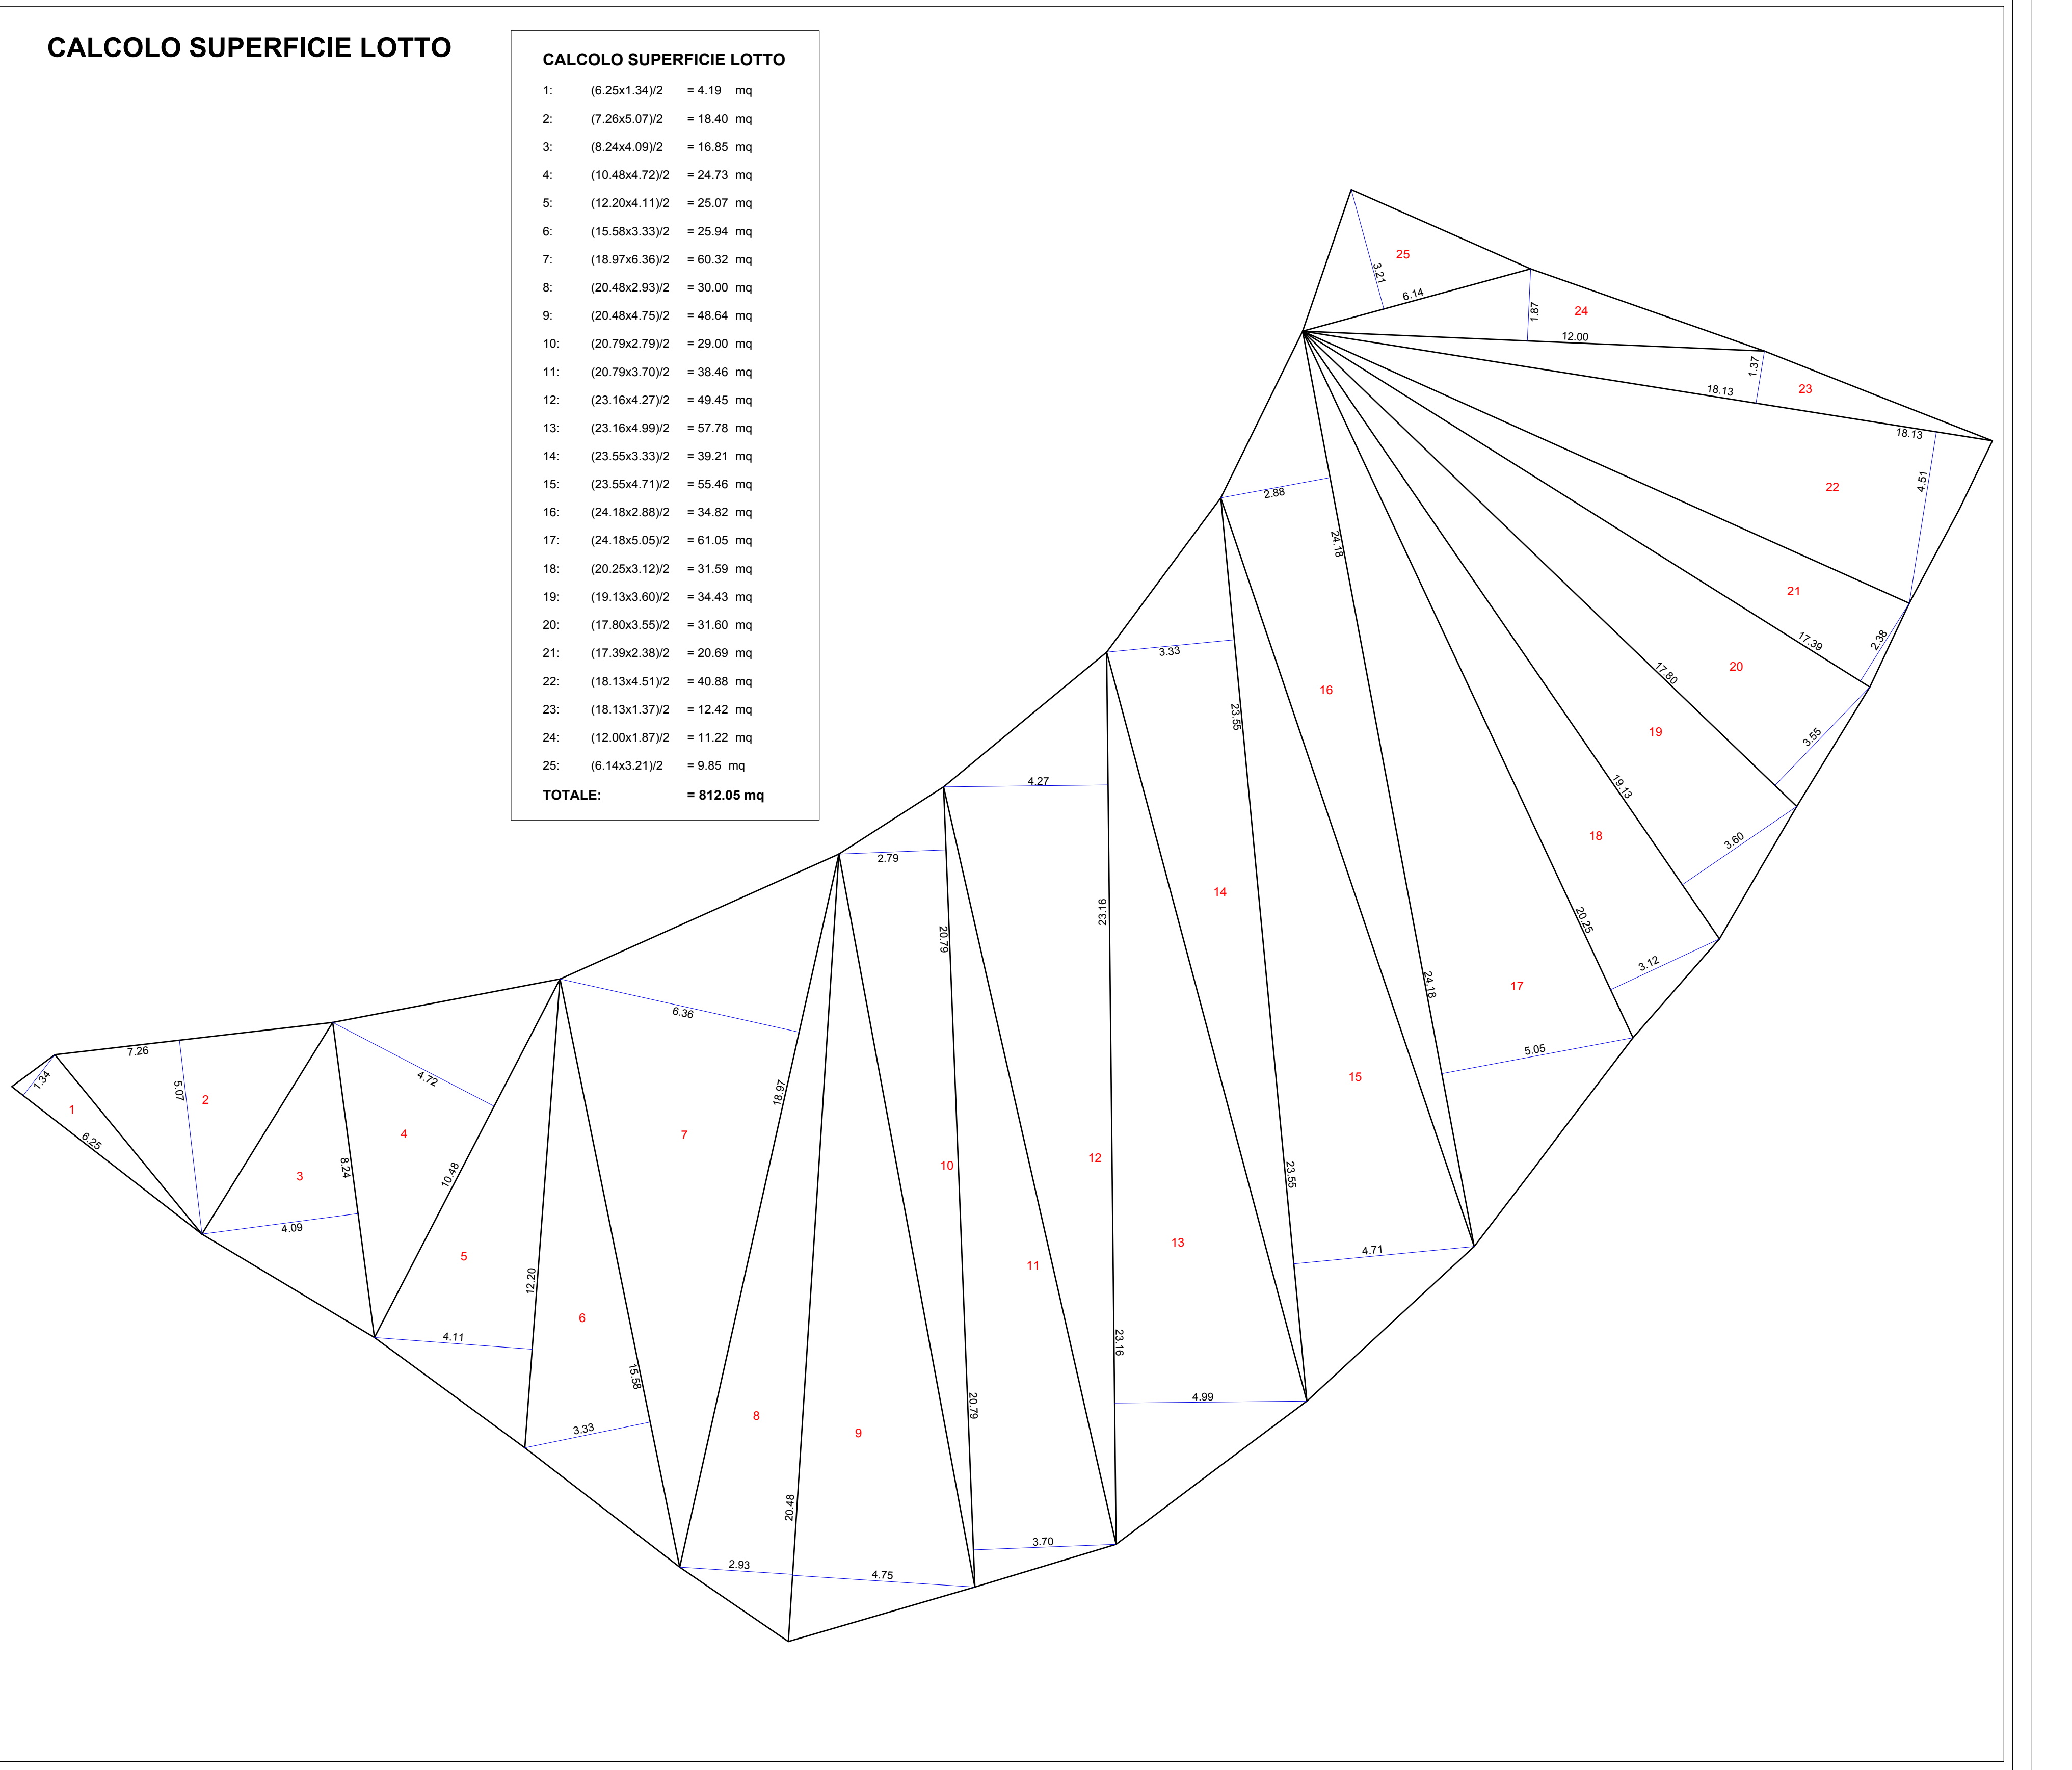 CALCOLO SUPERFICIE LOTTO
CALCOLO SUPERFICIE LOTTO
1: (6.25x1.34)/2 = 4.19 mq
2: (7.26x5.07)/2 = 18.40 mq
3: (8.24x4.09)/2 = 16.85 mq
4: (10.48x4.72)/2 = 24.73 mq
5: (12.20x4.11)/2 = 25.07 mq
6: (15.58x3.33)/2 = 25.94 mq
7: (18.97x6.36)/2 = 60.32 mq
8: (20.48x2.93)/2 = 30.00 mq
9: (20.48x4.75)/2 = 48.64 mq
10: (20.79x2.79)/2 = 29.00 mq
11: (20.79x3.70)/2 = 38.46 mq
12: (23.16x4.27)/2 = 49.45 mq
13: (23.16x4.99)/2 = 57.78 mq
14: (23.55x3.33)/2 = 39.21 mq
15: (23.55x4.71)/2 = 55.46 mq
16: (24.18x2.88)/2 = 34.82 mq
17: (24.18x5.05)/2 = 61.05 mq
18: (20.25x3.12)/2 = 31.59 mq
19: (19.13x3.60)/2 = 34.43 mq
20: (17.80x3.55)/2 = 31.60 mq
21: (17.39x2.38)/2 = 20.69 mq
22: (18.13x4.51)/2 = 40.88 mq
23: (18.13x1.37)/2 = 12.42 mq
24: (12.00x1.87)/2 = 11.22 mq
25: (6.14x3.21)/2 = 9.85 mq
TOTALE: = 812.05 mq
1
1.34
6.25
2
7.26
5.07
3
8.24
4.09
4
4.72
10.48
5
12.20
4.11
6
15.58
3.33
7
6.36
18.97
8
20.48
2.93
9
4.75
10
2.79
20.79
20.79
11
3.70
12
4.27
23.16
23.16
13
4.99
14
3.33
23.55
23.55
15
4.71
16
2.88
24.18
24.18
17
5.05
18
20.25
3.12
19
19.13
3.60
20
17.80
3.55
21
17.39
2.38
22
18.13
4.51
23
18.13
1.37
24
12.00
1.87
25
6.14
3.21